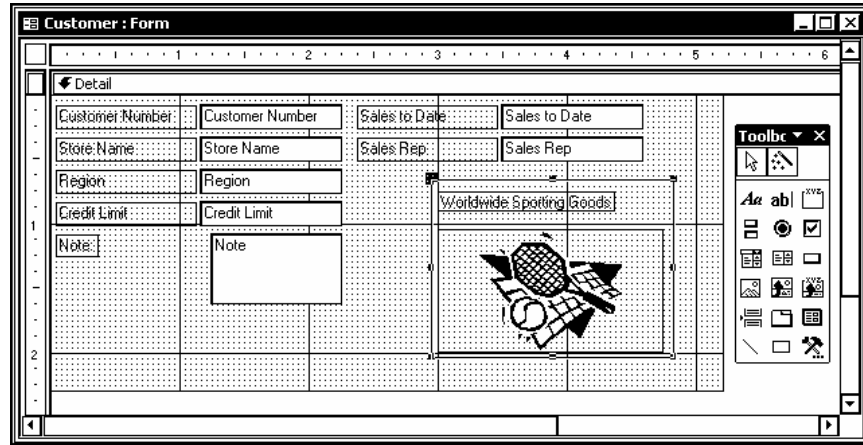 Customer : Form
1 2 3 4 5 6
Detail
Customer Number Customer Number Sales to Date Sales to Date
Store Name Store Name Sales Rep Sales Rep
Toolbc
Region Region
Worldwide Sporting Goods
Aa ab| XYZ
Credit Limit Credit Limit
1
Note: Note
XYZ
2